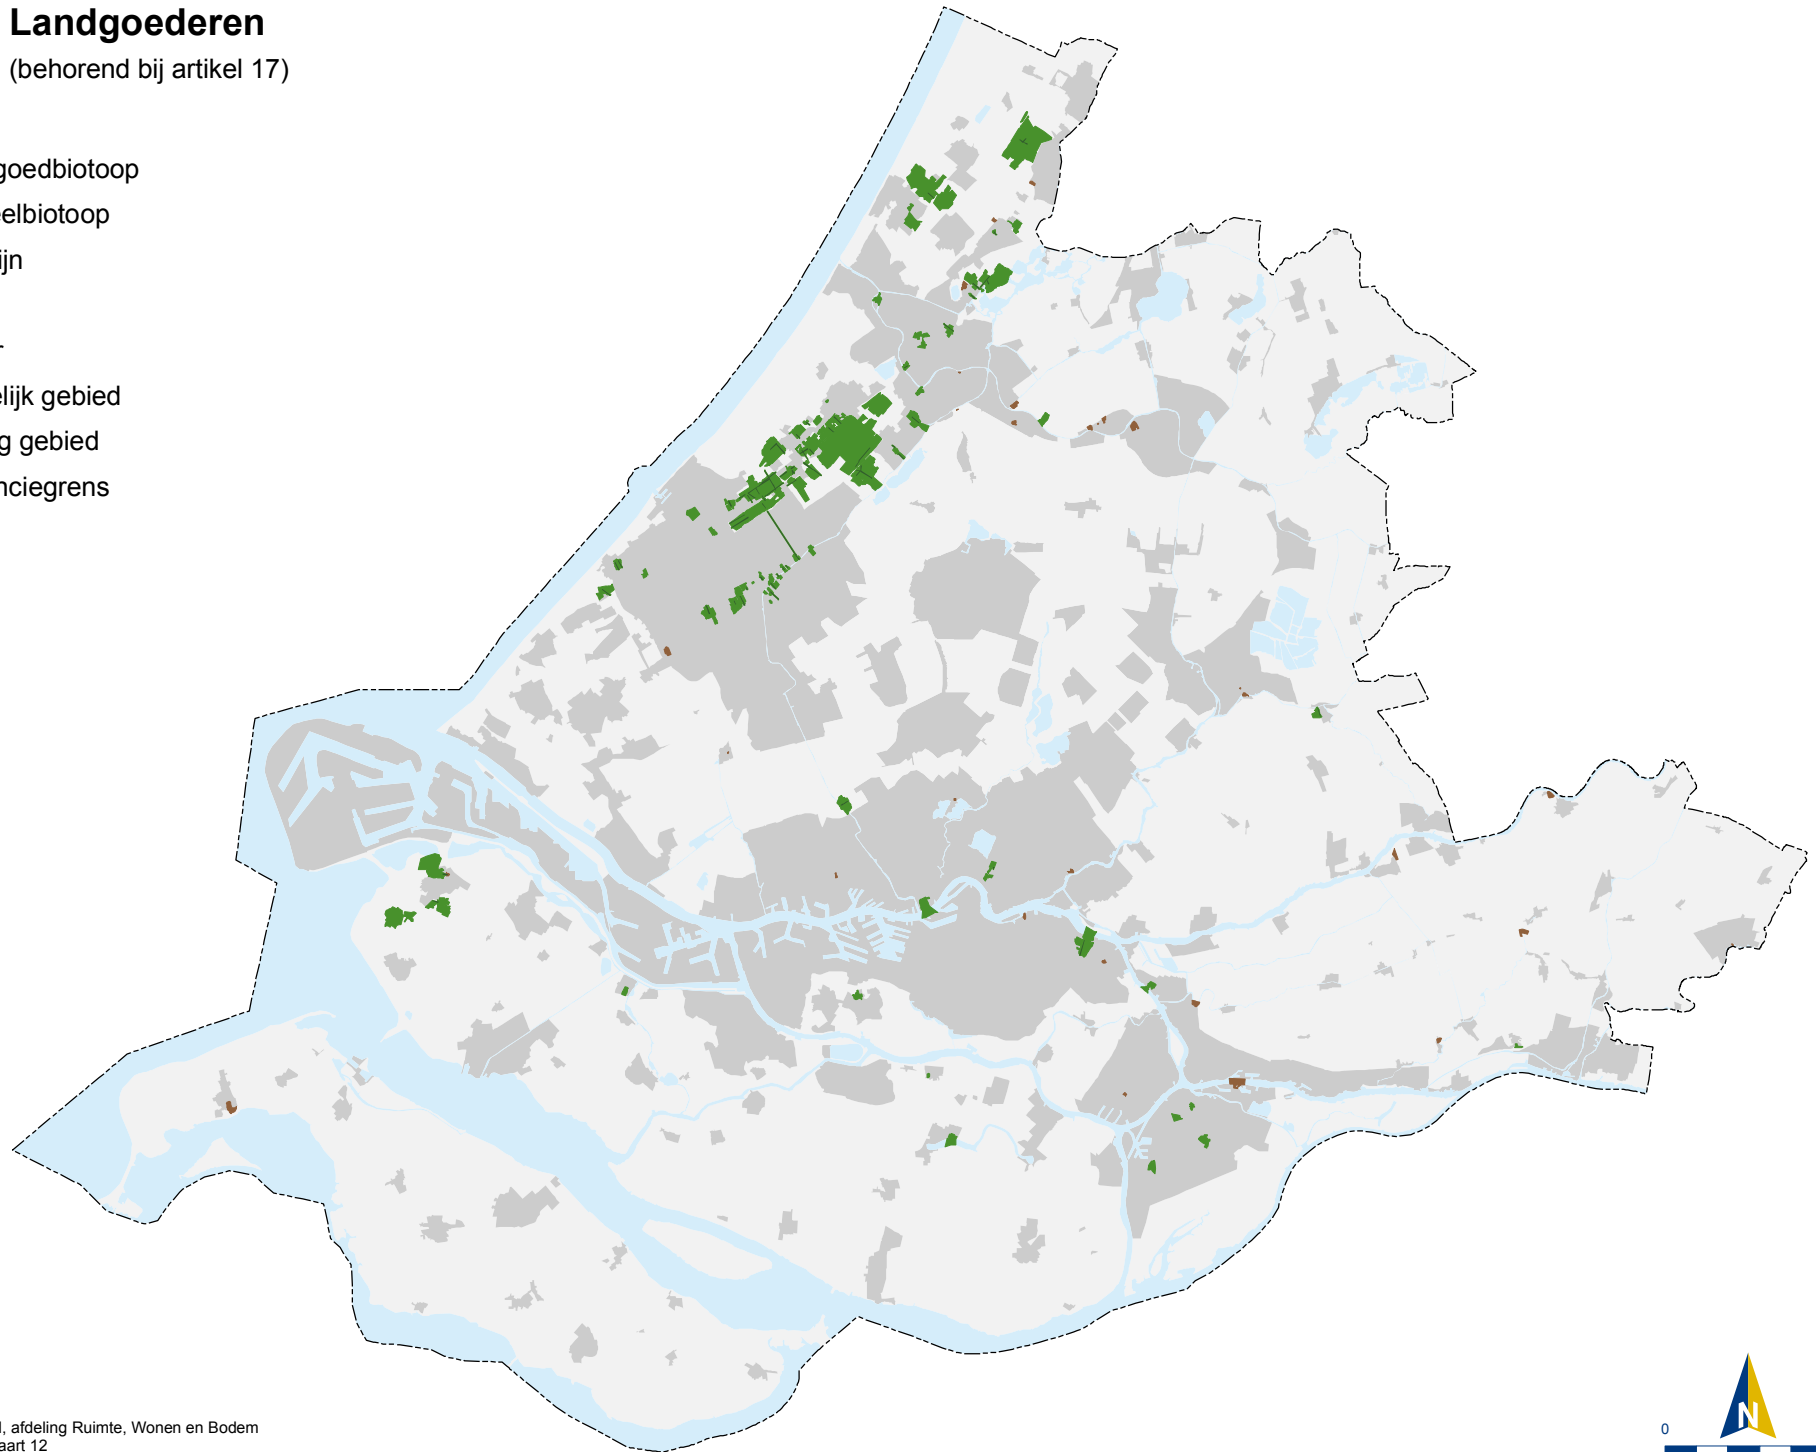 Landgoederen
(behorend bij artikel 17)
goedbiotoop
elbiotoop
ijn
elijk gebied
g gebied
nciegrens
l, afdeling Ruimte, Wonen en Bodem
aart 12
0
N